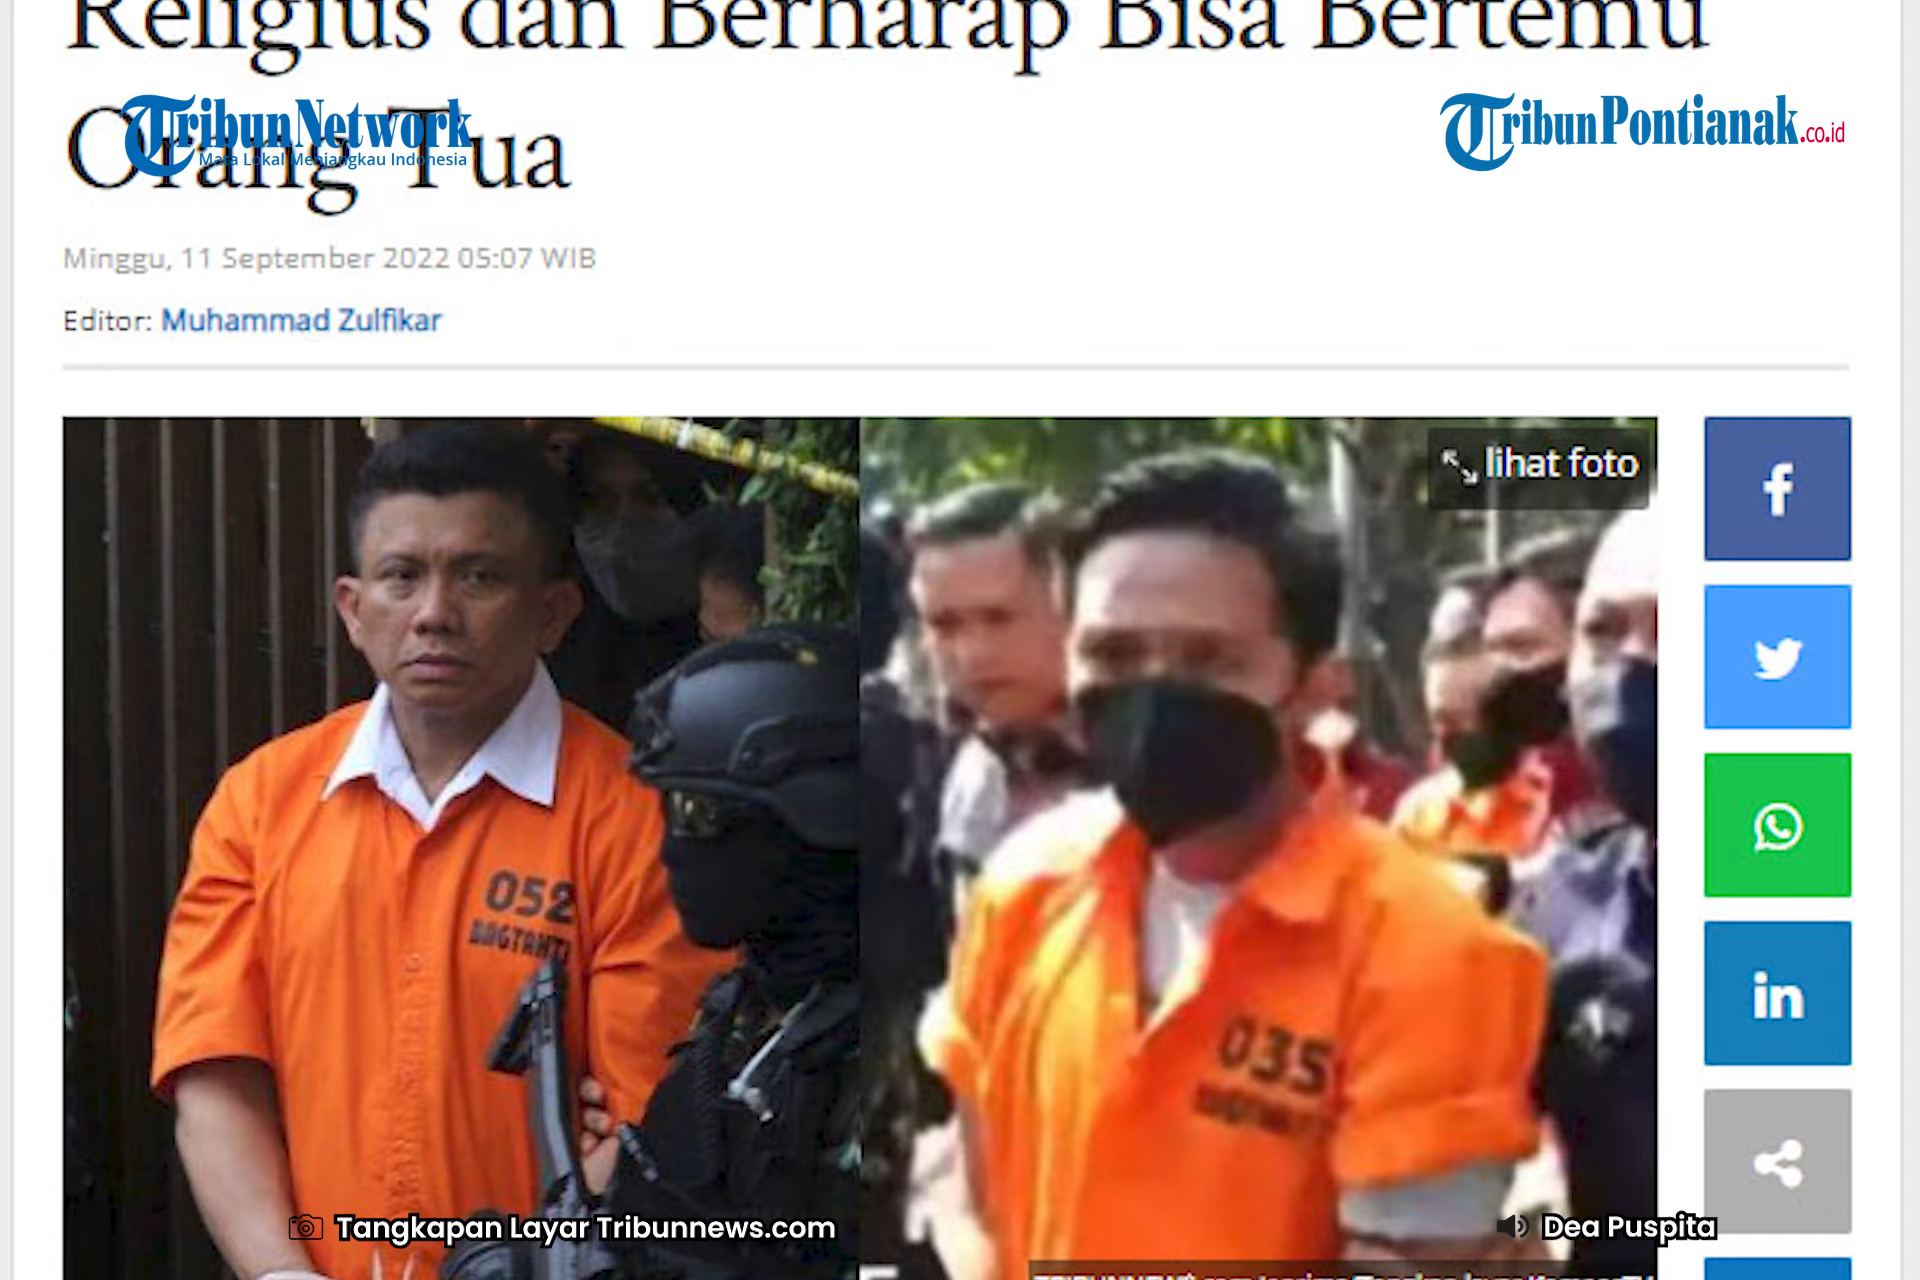 Religius dan Berharap Bisa Bertemu
Orang Tua
TribunNetwork
Mata Lokal Menjangkau Indonesia
TribunPontianak.co.id
Minggu, 11 September 2022 05:07 WIB
Editor: Muhammad Zulfikar
lihat foto
052
035
Tangkapan Layar Tribunnews.com
Dea Puspita